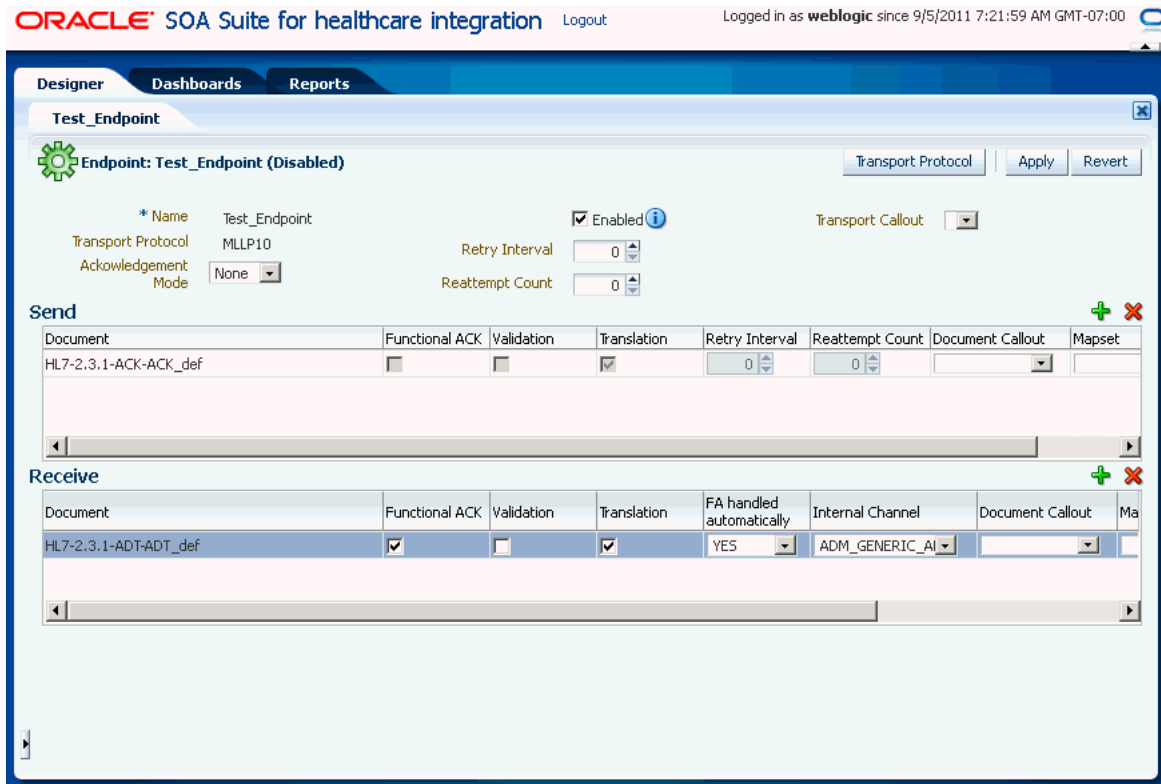 ORACLE® SOA Suite for healthcare integration Logout Logged in as weblogic since 9/5/2011 7:21:59 AM GMT-07:00
Designer Dashboards Reports
Test_Endpoint
Endpoint: Test_Endpoint (Disabled) Transport Protocol Apply Revert
* Name Test_Endpoint Enabled Transport Callout
Transport Protocol MLLP10 Retry Interval 0
Ackowledgement Mode None Reattempt Count 0
Send
Document Functional ACK Validation Translation Retry Interval Reattempt Count Document Callout Mapset
HL7-2.3.1-ACK-ACK_def 0 0
Receive
Document Functional ACK Validation Translation FA handled automatically Internal Channel Document Callout Ma
HL7-2.3.1-ADT-ADT_def YES ADM_GENERIC_A